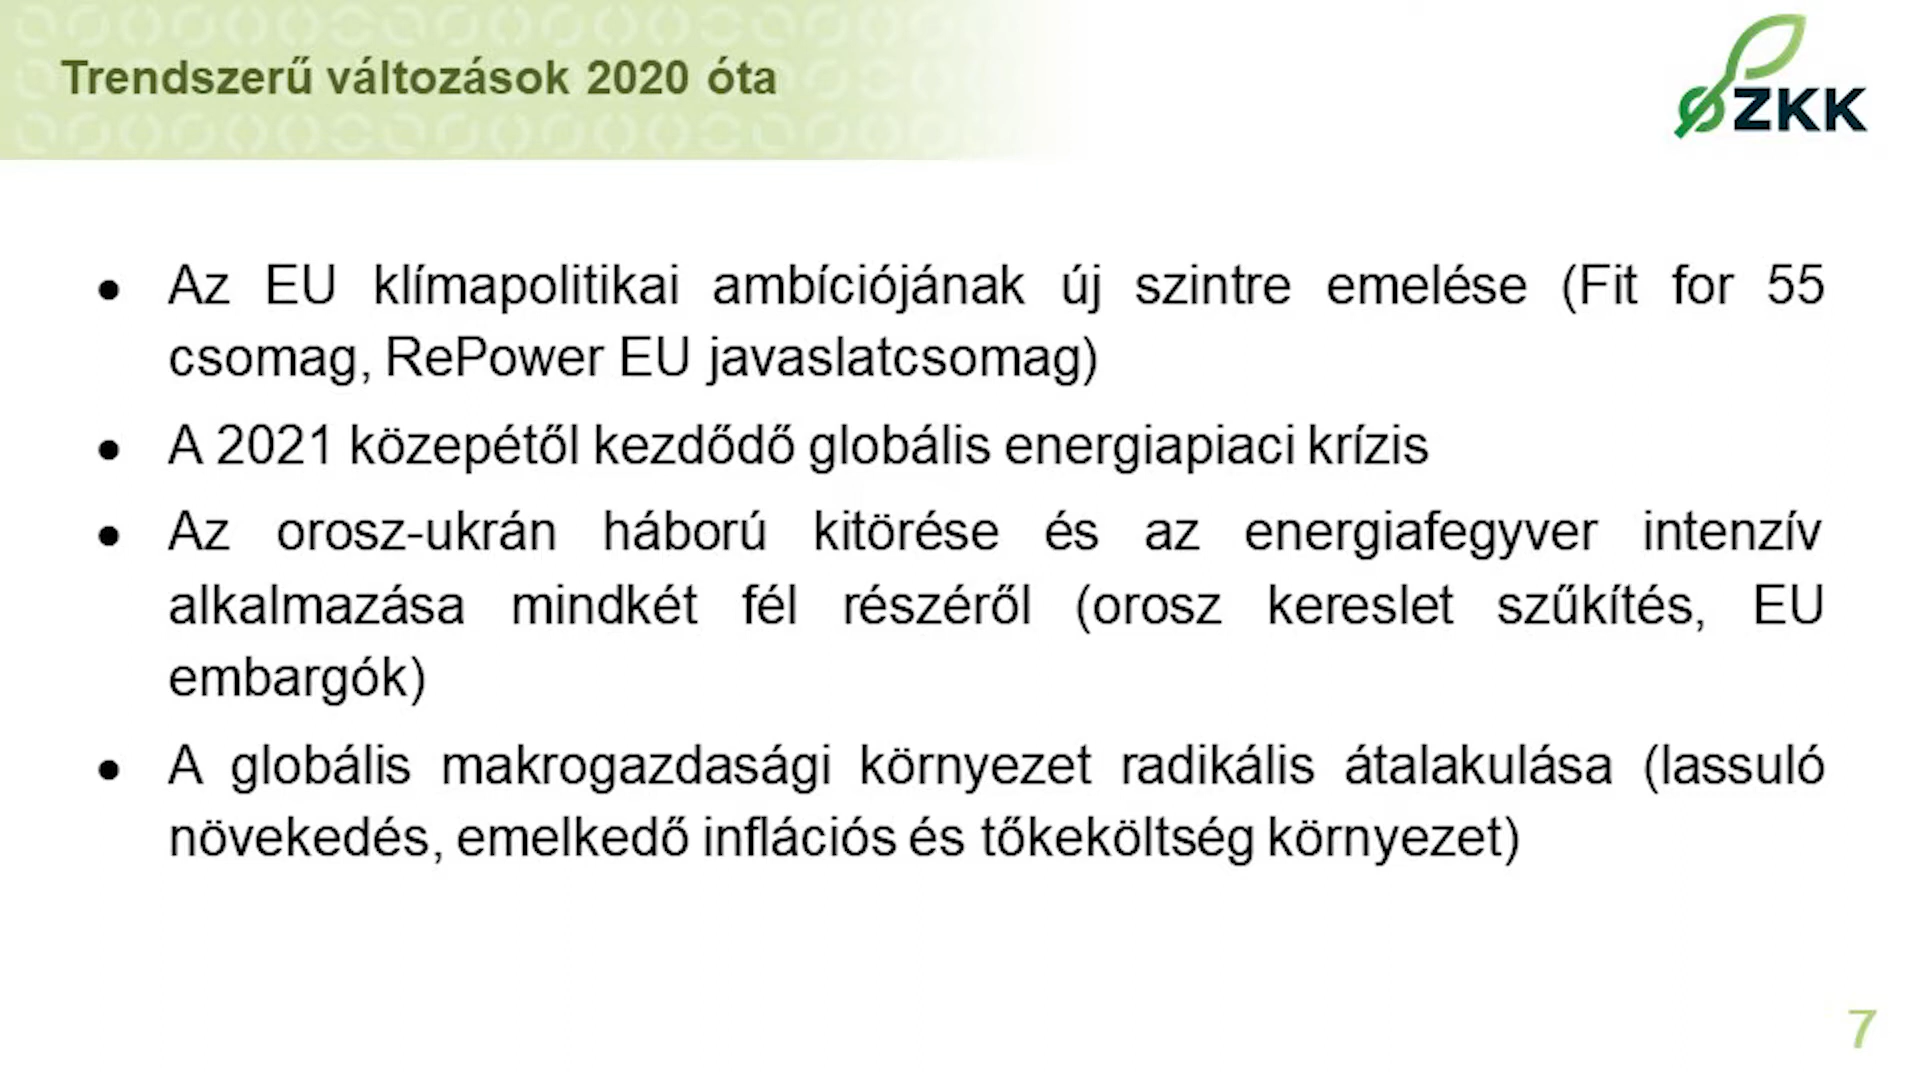 Trendszerű változások 2020 óta
ZKK
● Az EU klímapolitikai ambíciójának új szintre emelése (Fit for 55
csomag, RePower EU javaslatcsomag)
● A 2021 közepétől kezdődő globális energiapiaci krízis
● Az orosz-ukrán háború kitörése és az energiafegyver intenzív
alkalmazása mindkét fél részéről (orosz kereslet szűkítés, EU
embargók)
● A globális makrogazdasági környezet radikális átalakulása (lassuló
növekedés, emelkedő inflációs és tőkeköltség környezet)
7